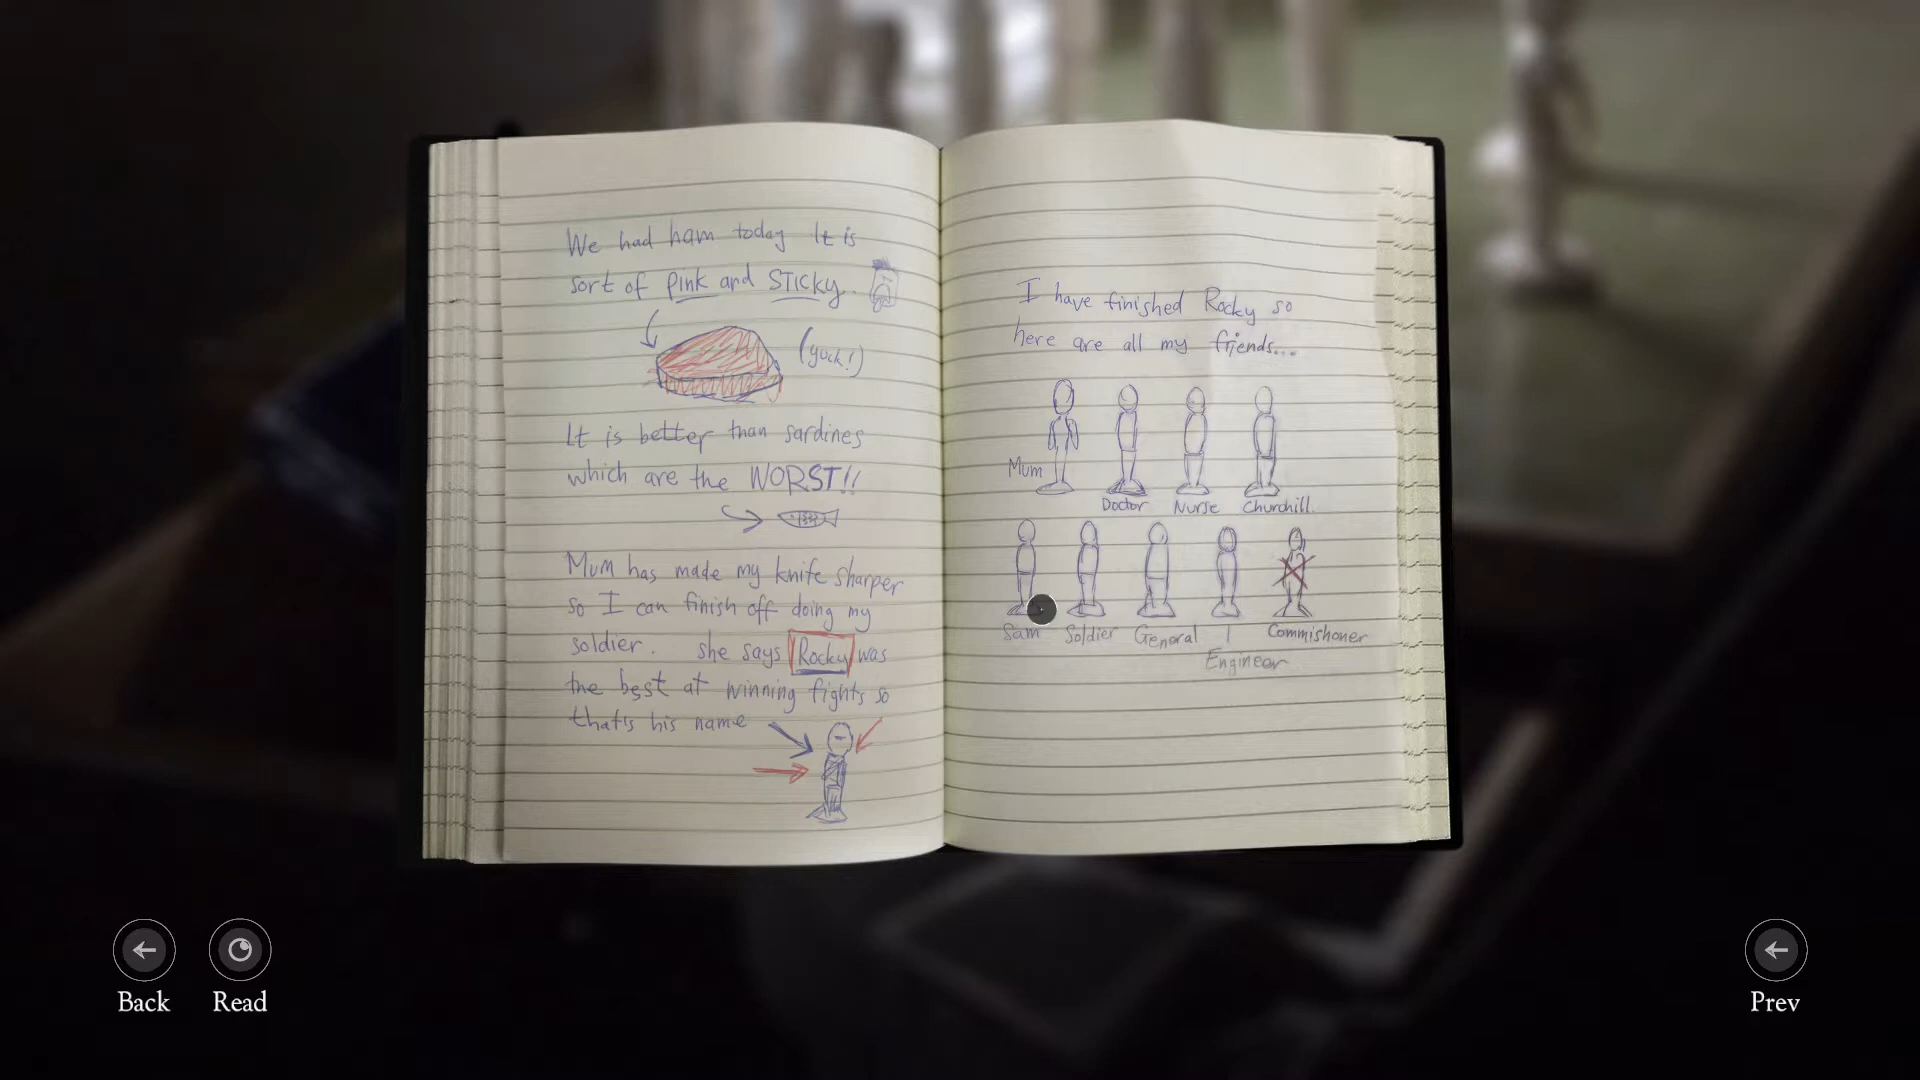 We had ham today It is
sort of PINK and STICKY..
(yuck!)
It is better than sardines
which are the WORST!!
Mum has made my knife sharper
so I can finish off doing my
soldier. she says Rocky was
the best at winning fights so
that's his name
I have finished Rocky so
here are all my friends...
Mum
Doctor Nurse Churchill.
Sam Soldier General | Commishoner
Engineer
Back Read
Prev